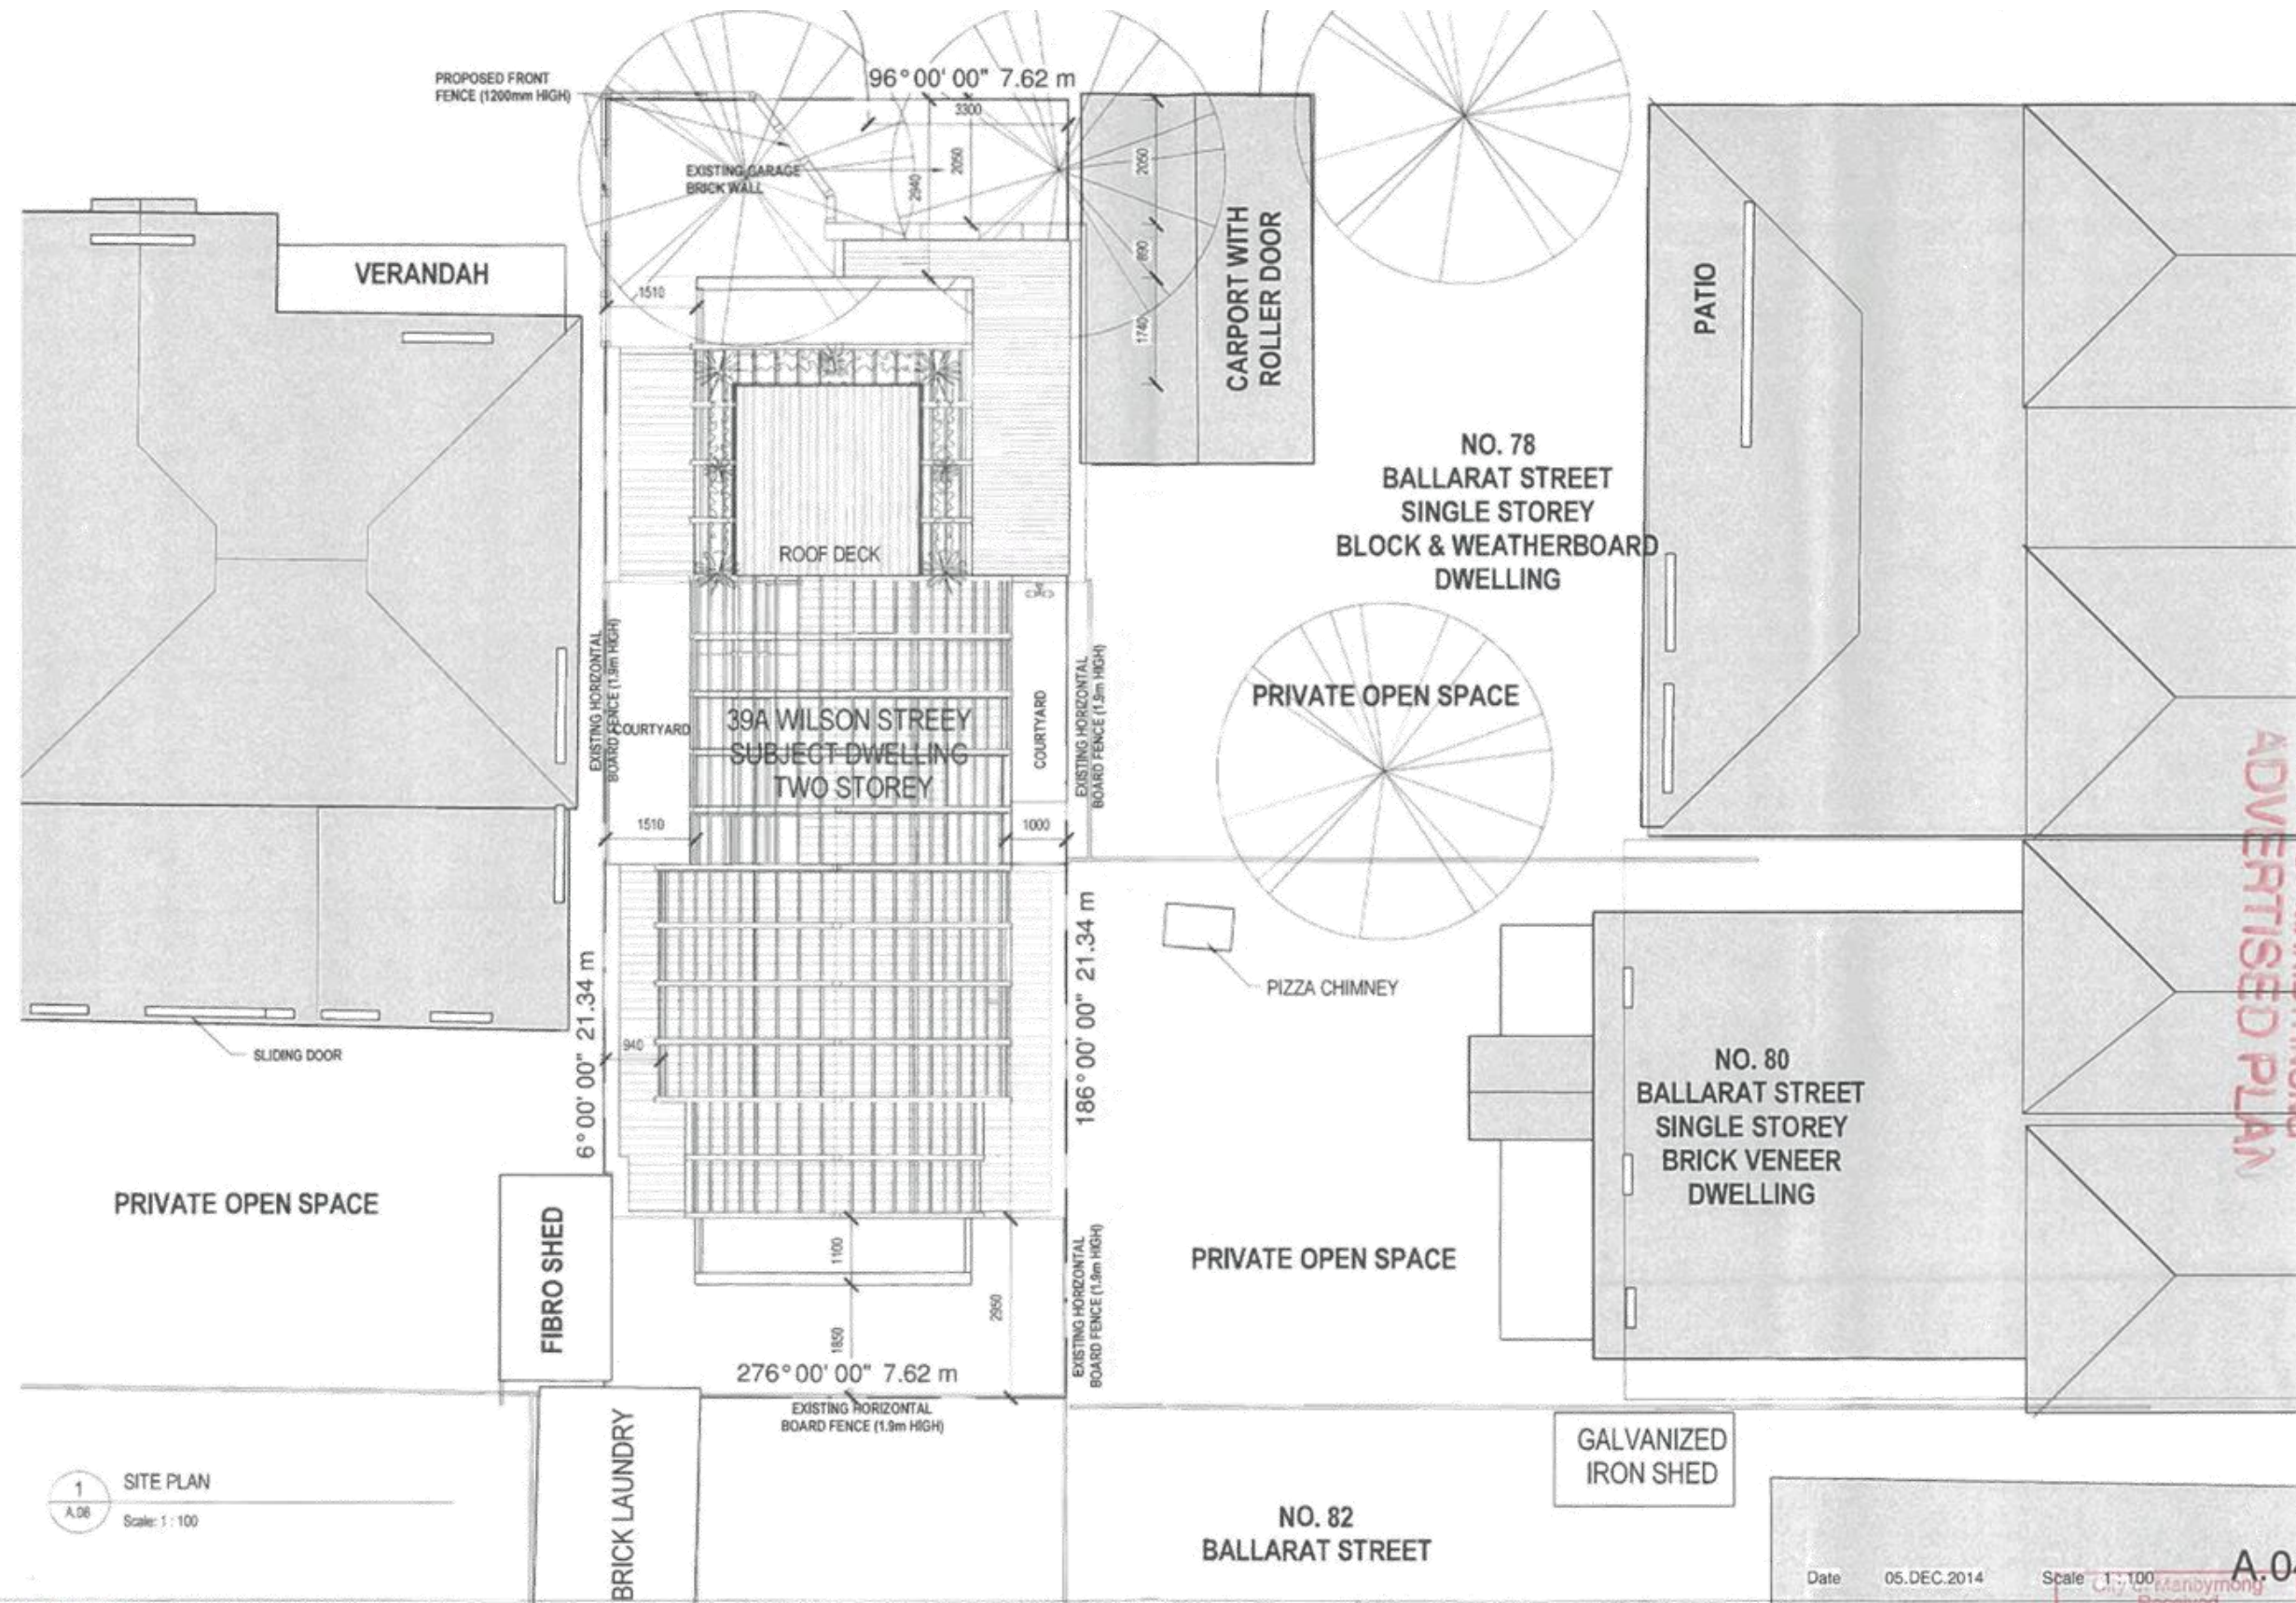 PROPOSED FRONT
FENCE (1200mm HIGH)
96°00' 00" 7.62 m
3300
EXISTING GARAGE
BRICK WALL
2050
2940
2050
890
1740
CARPORT WITH
ROLLER DOOR
VERANDAH
1510
PATIO
NO. 78
BALLARAT STREET
SINGLE STOREY
BLOCK & WEATHERBOARD
DWELLING
ROOF DECK
EXISTING HORIZONTAL
BOARD FENCE (1.9m HIGH)
COURTYARD
39A WILSON STREEY
SUBJECT DWELLING
TWO STOREY
COURTYARD
EXISTING HORIZONTAL
BOARD FENCE (1.9m HIGH)
PRIVATE OPEN SPACE
1510
1000
ADVERTISED PLAN
6°00' 00" 21.34 m
186°00' 00" 21.34 m
PIZZA CHIMNEY
SLIDING DOOR
940
NO. 80
BALLARAT STREET
SINGLE STOREY
BRICK VENEER
DWELLING
PRIVATE OPEN SPACE
FIBRO SHED
1100
PRIVATE OPEN SPACE
2950
1850
EXISTING HORIZONTAL
BOARD FENCE (1.9m HIGH)
276°00' 00" 7.62 m
EXISTING HORIZONTAL
BOARD FENCE (1.9m HIGH)
BRICK LAUNDRY
GALVANIZED
IRON SHED
1
A.06
SITE PLAN
Scale: 1 : 100
NO. 82
BALLARAT STREET
Date 05.DEC.2014 Scale 1 : 100
City of Maribyrnong
Received